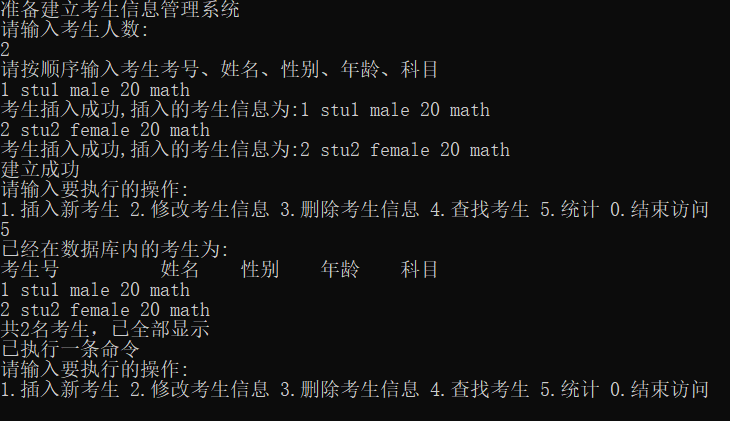 准备建立考生信息管理系统
请输入考生人数:
2
请按顺序输入考生考号、姓名、性别、年龄、科目
1 stu1 male 20 math
考生插入成功,插入的考生信息为:1 stu1 male 20 math
2 stu2 female 20 math
考生插入成功,插入的考生信息为:2 stu2 female 20 math
建立成功
请输入要执行的操作:
1.插入新考生 2.修改考生信息 3.删除考生信息 4.查找考生 5.统计 0.结束访问
5
已经在数据库内的考生为:
考生号 姓名 性别 年龄 科目
1 stu1 male 20 math
2 stu2 female 20 math
共2名考生，已全部显示
已执行一条命令
请输入要执行的操作:
1.插入新考生 2.修改考生信息 3.删除考生信息 4.查找考生 5.统计 0.结束访问